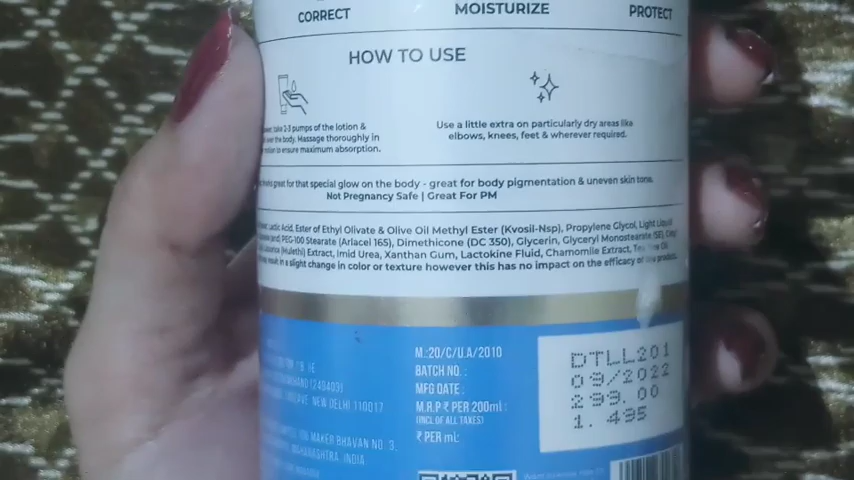 CORRECT MOISTURIZE PROTECT
HOW TO USE
take 2-3 pumps of the lotion &
over the body. Massage thoroughly in
motion to ensure maximum absorption.
Use a little extra on particularly dry areas like
elbows, knees, feet & wherever required.
works great for that special glow on the body - great for body pigmentation & uneven skin tone.
Not Pregnancy Safe | Great For PM
Lactic Acid, Ester of Ethyl Olivate & Olive Oil Methyl Ester (Kvosil-Nsp), Propylene Glycol, Light Liquid
PEG-100 Stearate (Arlacel 165), Dimethicone (DC 350), Glycerin, Glyceryl Monostearate (SE),
(Mulethi) Extract, Imid Urea, Xanthan Gum, Lactokine Fluid, Chamomile Extract, Tea Oil
result in a slight change in color or texture however this has no impact on the efficacy of product.
M.:20/C/U.A/2010
BATCH NO. : DTLL201
MFG DATE : 09/2022
M.R.P ₹ PER 200ml : 299.00
(INCL OF ALL TAXES)
₹ PER ml: 1.495
NEW DELHI 110017
MAKER BHAVAN NO. 3,
MAHARASHTRA, INDIA.